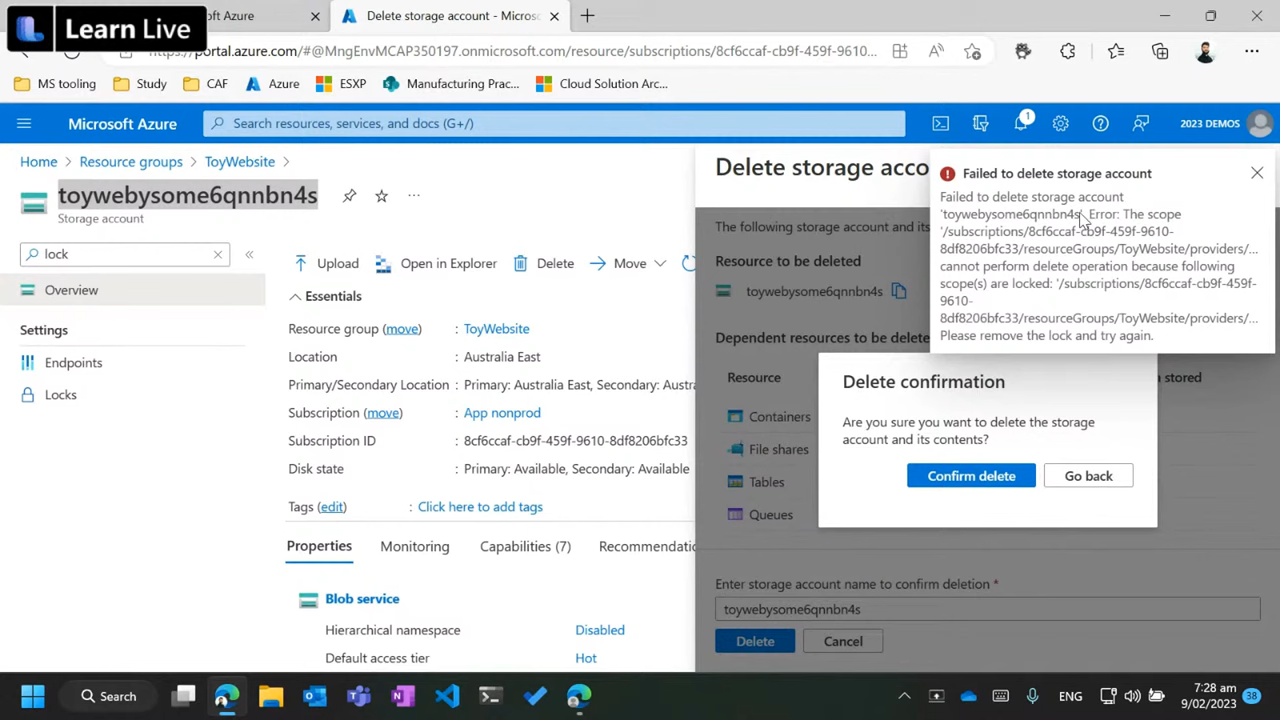 Learn Live
soft Azure
Delete storage account - Microso
https://portal.azure.com/#@MngEnvMCAP350197.onmicrosoft.com/resource/subscriptions/8cf6ccaf-cb9f-459f-9610...
MS tooling Study CAF Azure ESXP Manufacturing Prac... Cloud Solution Arc...
Microsoft Azure
Search resources, services, and docs (G+/)
1
2023 DEMOS
Home > Resource groups > ToyWebsite >
toywebysome6qnnbn4s
Storage account
lock
Overview
Settings
Endpoints
Locks
Upload Open in Explorer Delete Move
Essentials
Resource group (move) : ToyWebsite
Location : Australia East
Primary/Secondary Location : Primary: Australia East, Secondary: Austra
Subscription (move) : App nonprod
Subscription ID : 8cf6ccaf-cb9f-459f-9610-8df8206bfc33
Disk state : Primary: Available, Secondary: Available
Tags (edit) : Click here to add tags
Properties Monitoring Capabilities (7) Recommendatio
Blob service
Hierarchical namespace Disabled
Default access tier Hot
Delete storage acco
The following storage account and its
Resource to be deleted
toywebysome6qnnbn4s
Dependent resources to be delete
Resource
n stored
Containers
File shares
Tables
Queues
Enter storage account name to confirm deletion *
toywebysome6qnnbn4s
Delete Cancel
Failed to delete storage account
Failed to delete storage account
'toywebysome6qnnbn4s'. Error: The scope
'/subscriptions/8cf6ccaf-cb9f-459f-9610-
8df8206bfc33/resourceGroups/ToyWebsite/providers/...
cannot perform delete operation because following
scope(s) are locked: '/subscriptions/8cf6ccaf-cb9f-459f-
9610-
8df8206bfc33/resourceGroups/ToyWebsite/providers/...
Please remove the lock and try again.
Delete confirmation
Are you sure you want to delete the storage
account and its contents?
Confirm delete Go back
Search
ENG
7:28 am
9/02/2023
38